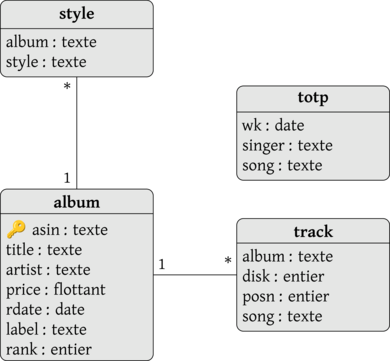 style
album : texte
style : texte
*
1
totp
wk : date
singer : texte
song : texte
album
asin : texte
title : texte
artist : texte
price : flottant
rdate : date
label : texte
rank : entier
1
*
track
album : texte
disk : entier
posn : entier
song : texte